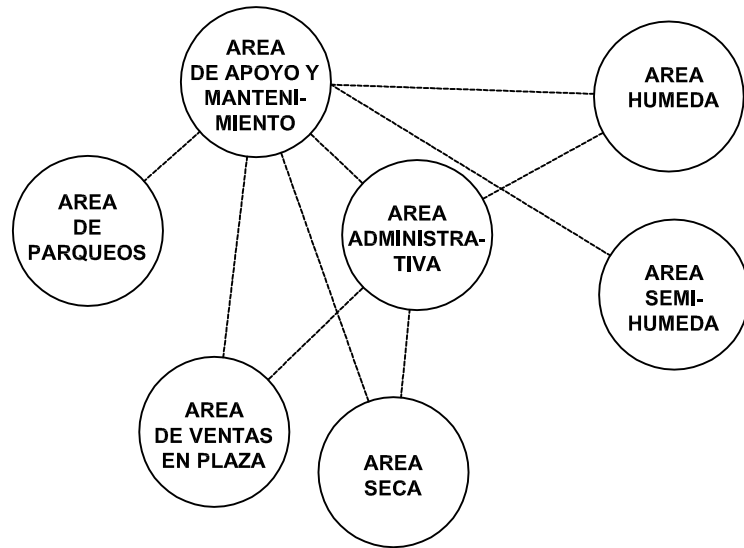 AREA
DE APOYO Y
MANTENI-
MIENTO
AREA
HUMEDA
AREA
DE
PARQUEOS
AREA
ADMINISTRA-
TIVA
AREA
SEMI-
HUMEDA
AREA
DE VENTAS
EN PLAZA
AREA
SECA